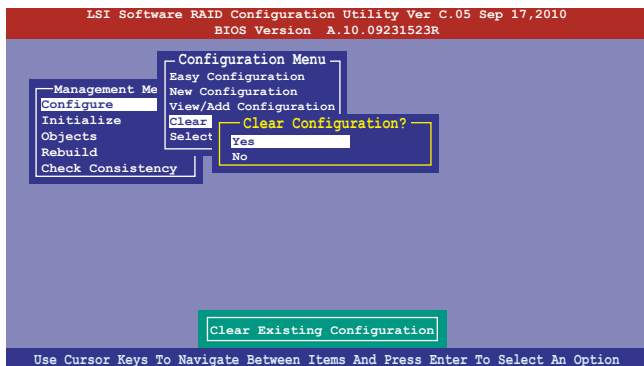 LSI Software RAID Configuration Utility Ver C.05 Sep 17,2010
BIOS Version A.10.09231523R
Configuration Menu
Easy Configuration
New Configuration
View/Add Configuration
Clear
Select
Management Me
Configure
Initialize
Objects
Rebuild
Check Consistency
Clear Configuration?
Yes
No
Clear Existing Configuration
Use Cursor Keys To Navigate Between Items And Press Enter To Select An Option